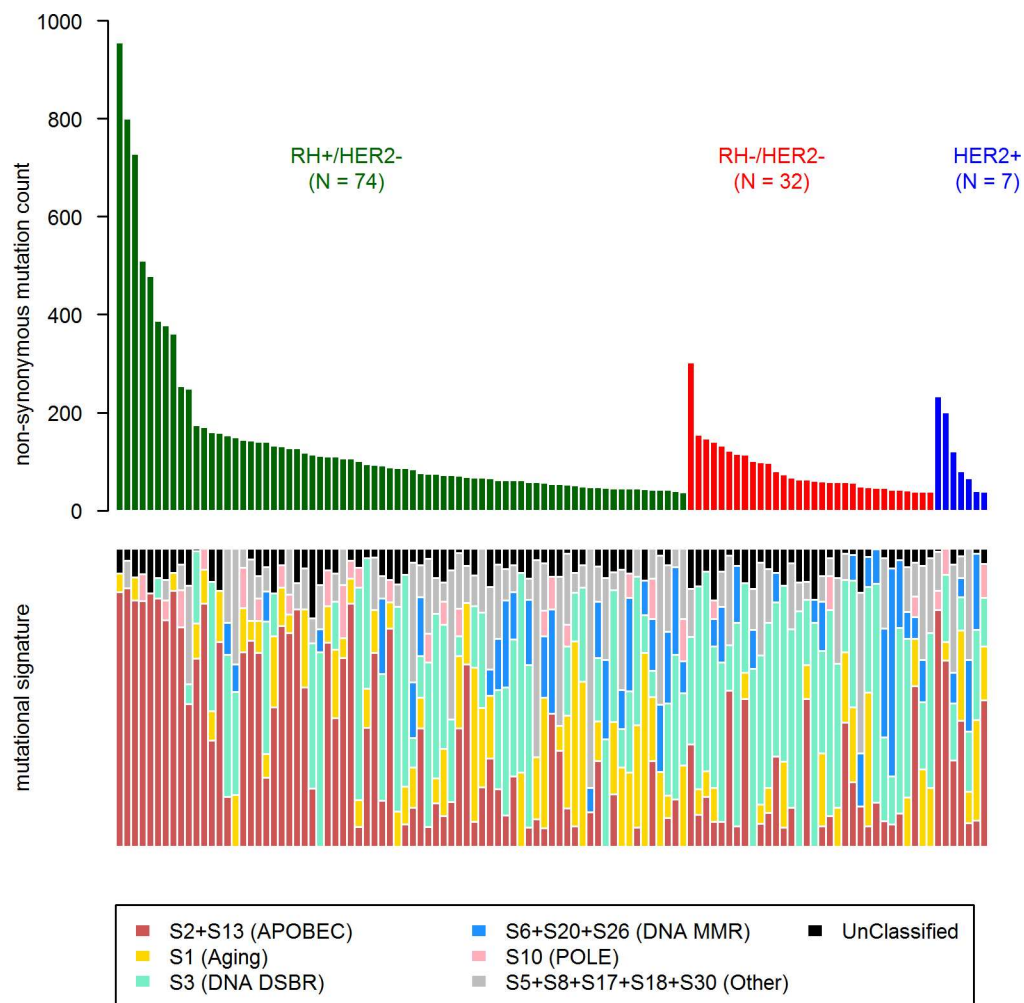 1000
800
600
400
200
0
non-synonymous mutation count
RH+/HER2-
(N = 74)
RH-/HER2-
(N = 32)
HER2+
(N = 7)
mutational signature
S2+S13 (APOBEC)
S1 (Aging)
S3 (DNA DSBR)
S6+S20+S26 (DNA MMR)
S10 (POLE)
S5+S8+S17+S18+S30 (Other)
UnClassified